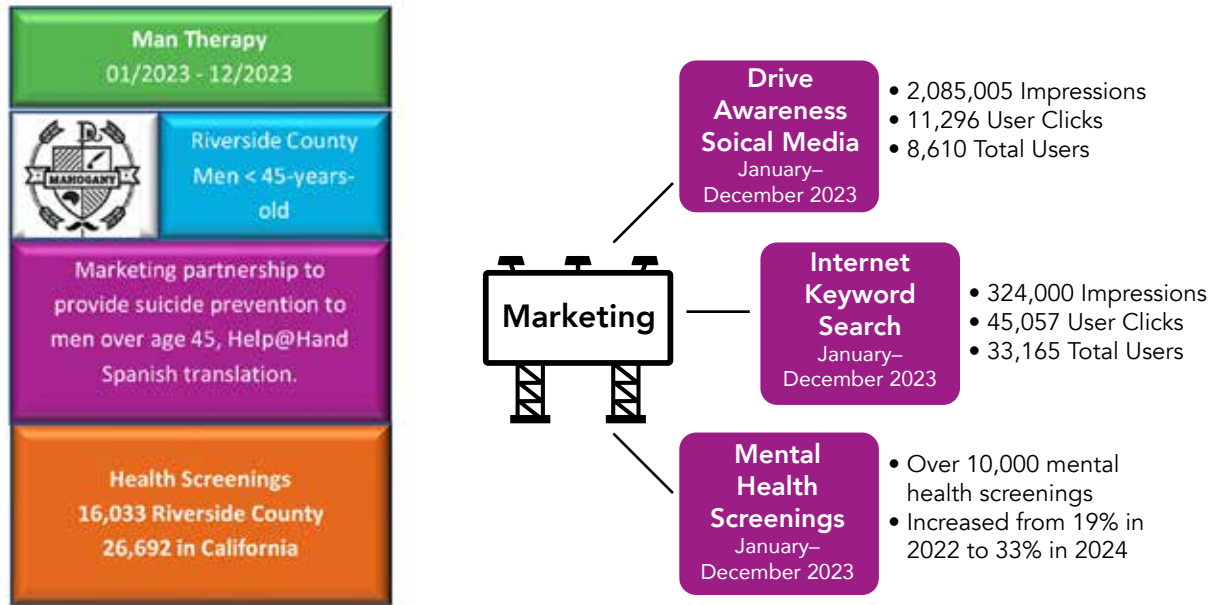 Man Therapy
01/2023 - 12/2023
DR
MAHOGANY
Riverside County
Men < 45-years-
old
Marketing partnership to
provide suicide prevention to
men over age 45, Help@Hand
Spanish translation.
Health Screenings
16,033 Riverside County
26,692 in California
Marketing
Drive
Awareness
Soical Media
January–
December 2023
• 2,085,005 Impressions
• 11,296 User Clicks
• 8,610 Total Users
Internet
Keyword
Search
January–
December 2023
• 324,000 Impressions
• 45,057 User Clicks
• 33,165 Total Users
Mental
Health
Screenings
January–
December 2023
• Over 10,000 mental
health screenings
• Increased from 19% in
2022 to 33% in 2024